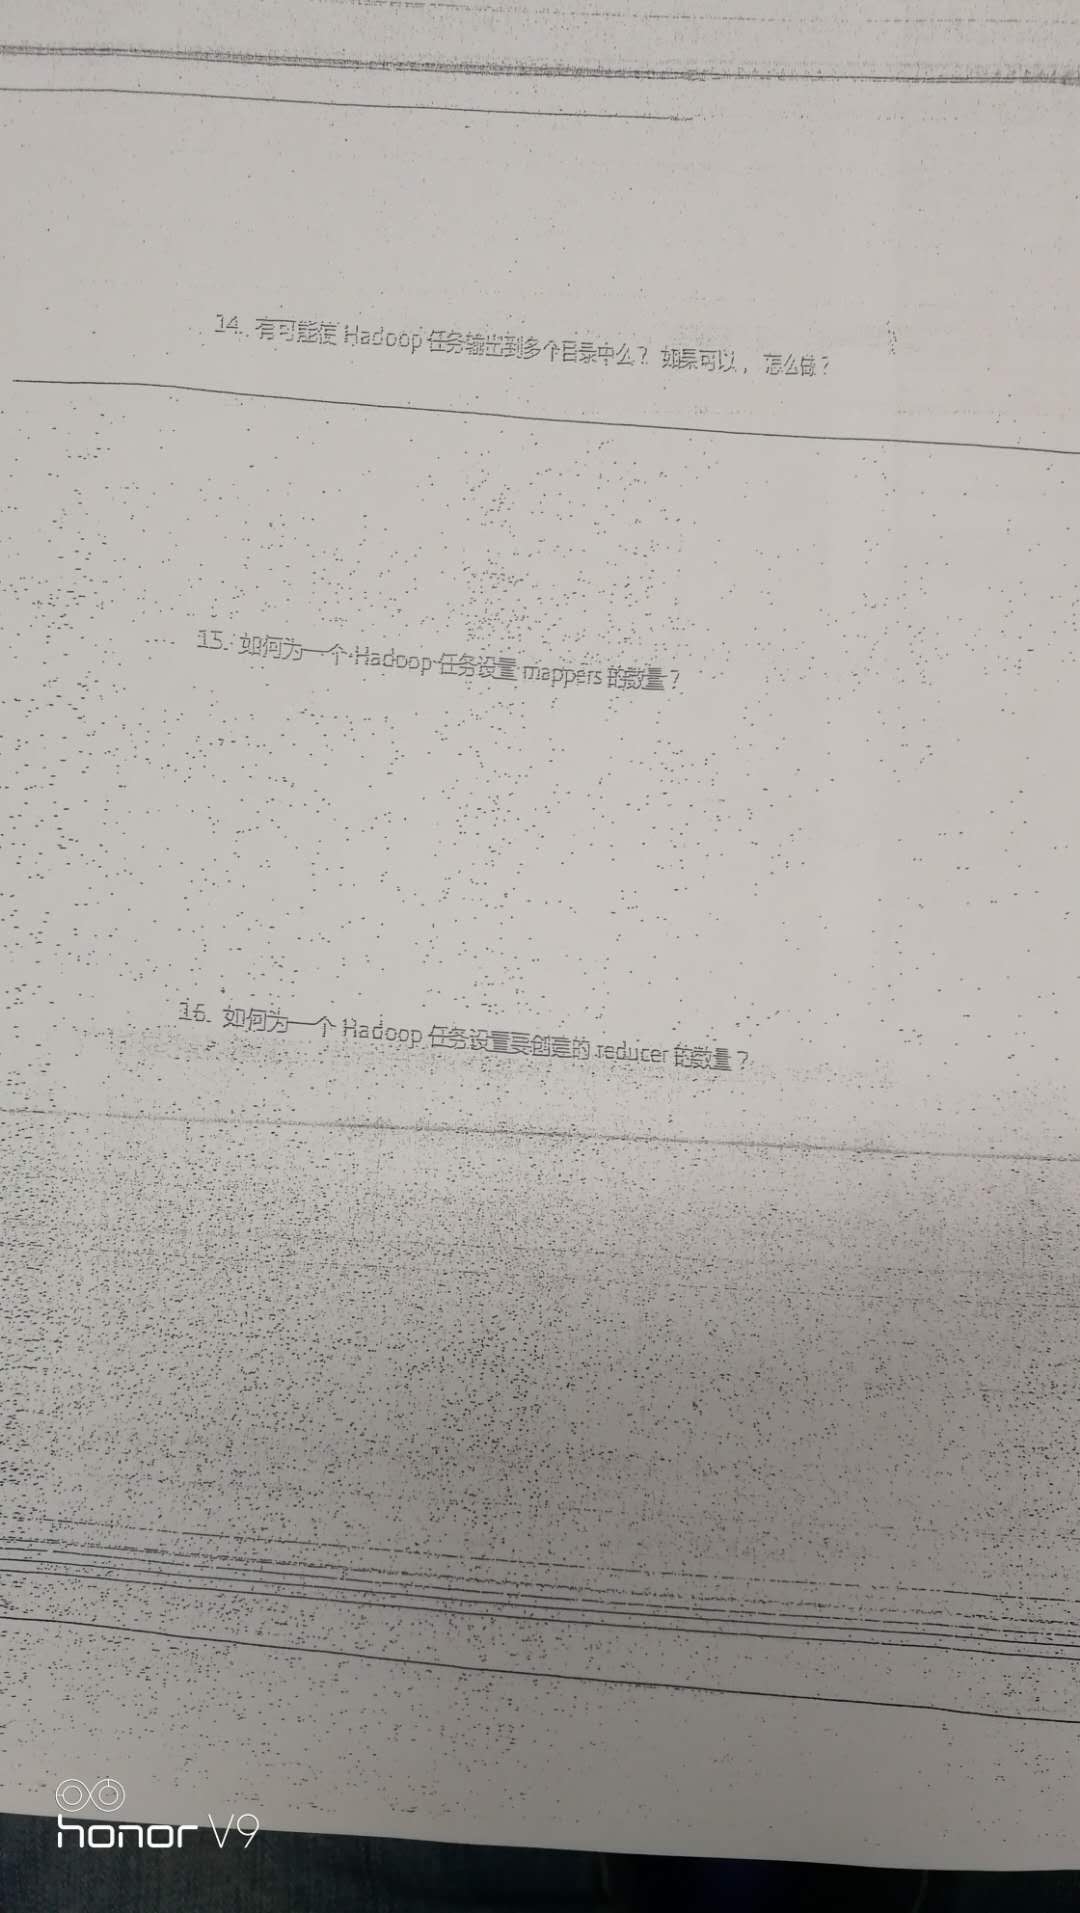 14. 有可能使 Hadoop 任务输出到多个目录中么？ 如果可以， 怎么做？
15. 如何为一个 Hadoop 任务设置 mappers 的数量？
16. 如何为一个 Hadoop 任务设置要创建的 reducer 的数量？
honor V9